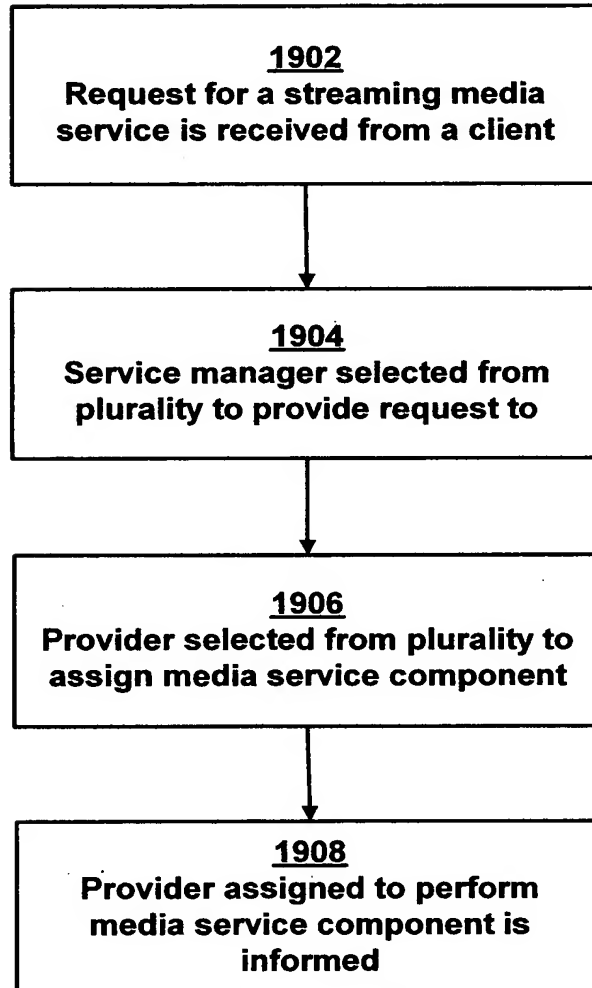 1902
Request for a streaming media
service is received from a client
1904
Service manager selected from
plurality to provide request to
1906
Provider selected from plurality to
assign media service component
1908
Provider assigned to perform
media service component is
informed